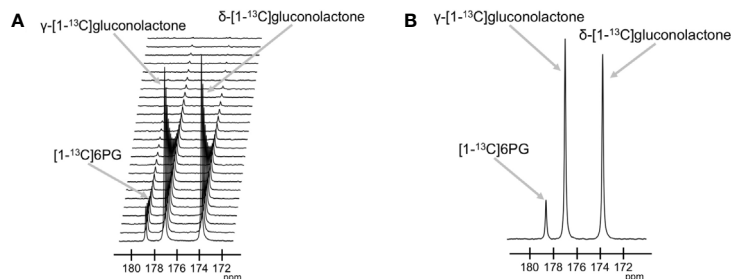 A
γ-[1-¹³C]gluconolactone
δ-[1-¹³C]gluconolactone
[1-¹³C]6PG
180 178 176 174 172
ppm
B
γ-[1-¹³C]gluconolactone
δ-[1-¹³C]gluconolactone
[1-¹³C]6PG
180 178 176 174 172
ppm